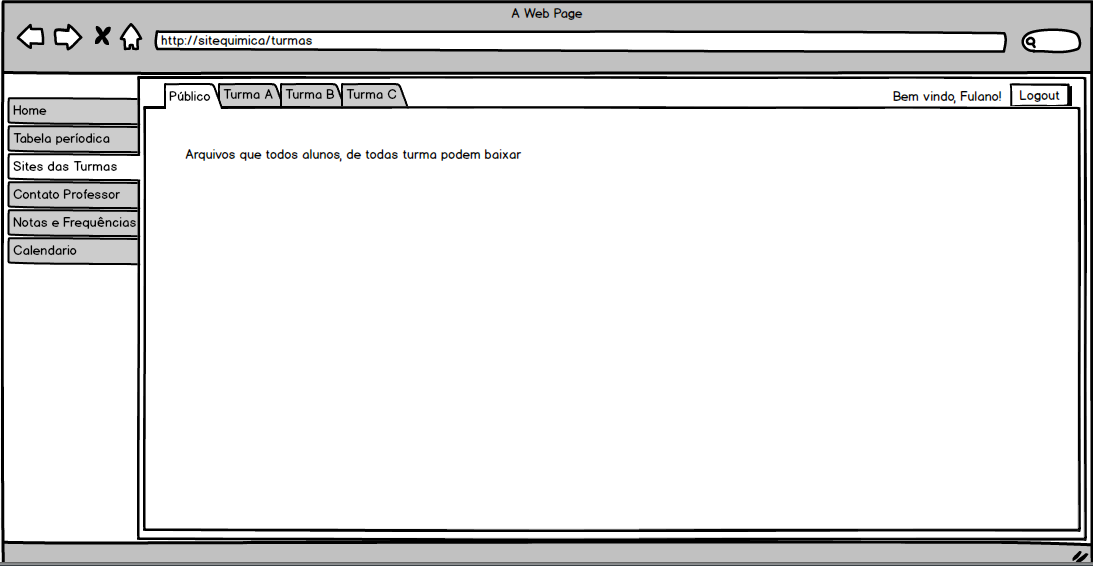 A Web Page
http://sitequimica/turmas
Público Turma A Turma B Turma C Bem vindo, Fulano! Logout
Home
Tabela períodica
Sites das Turmas
Contato Professor
Notas e Frequências
Calendario
Arquivos que todos alunos, de todas turma podem baixar